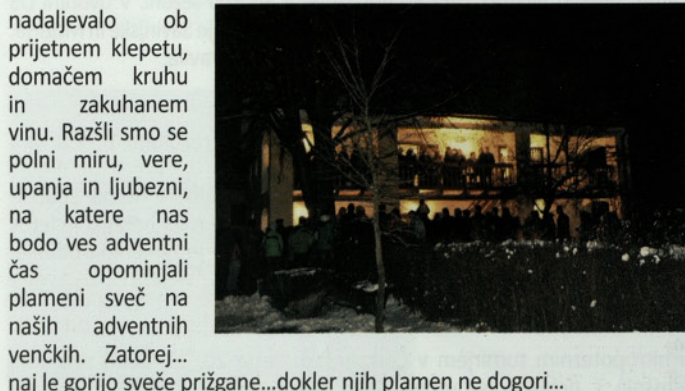 nadaljevalo ob
prijetnem klepetu,
domačem kruhu
in zakuhanem
vinu. Razšli smo se
polni miru, vere,
upanja in ljubezni,
na katere nas
bodo ves adventni
čas opominjali
plameni sveč na
naših adventnih
venčkih. Zatorej...
naj le gorijo sveče prižgane...dokler njih plamen ne dogori...